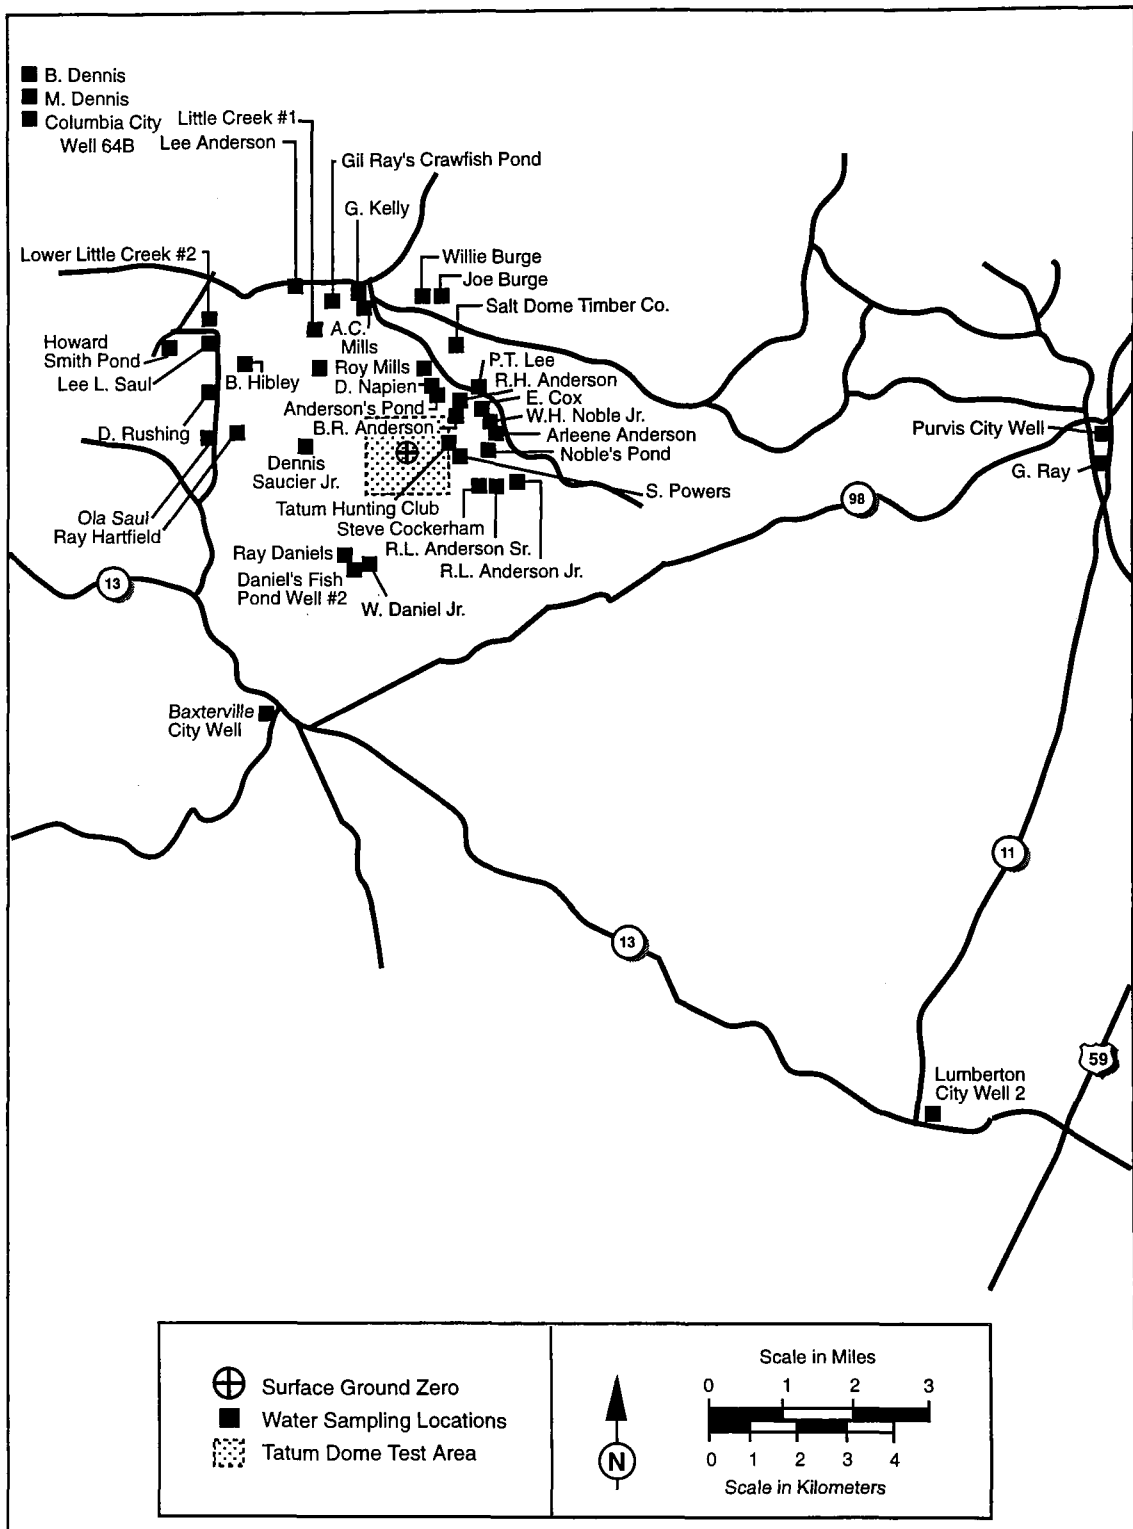 B. Dennis
M. Dennis
Columbia City
Well 64B
Little Creek #1
Lee Anderson
Gil Ray's Crawfish Pond
G. Kelly
Lower Little Creek #2
Willie Burge
Joe Burge
Salt Dome Timber Co.
A.C.
Mills
Howard
Smith Pond
Lee L. Saul
B. Hibley
Roy Mills
D. Napien
Anderson's Pond
B.R. Anderson
P.T. Lee
R.H. Anderson
E. Cox
W.H. Noble Jr.
Arleene Anderson
Noble's Pond
D. Rushing
Dennis
Saucier Jr.
Purvis City Well
G. Ray
S. Powers
98
Tatum Hunting Club
Steve Cockerham
R.L. Anderson Sr.
R.L. Anderson Jr.
Ola Saul
Ray Hartfield
Ray Daniels
Daniel's Fish
Pond Well #2
W. Daniel Jr.
13
Baxterville
City Well
11
13
59
Lumberton
City Well 2
Surface Ground Zero
Water Sampling Locations
Tatum Dome Test Area
N
Scale in Miles
0 1 2 3
0 1 2 3 4
Scale in Kilometers